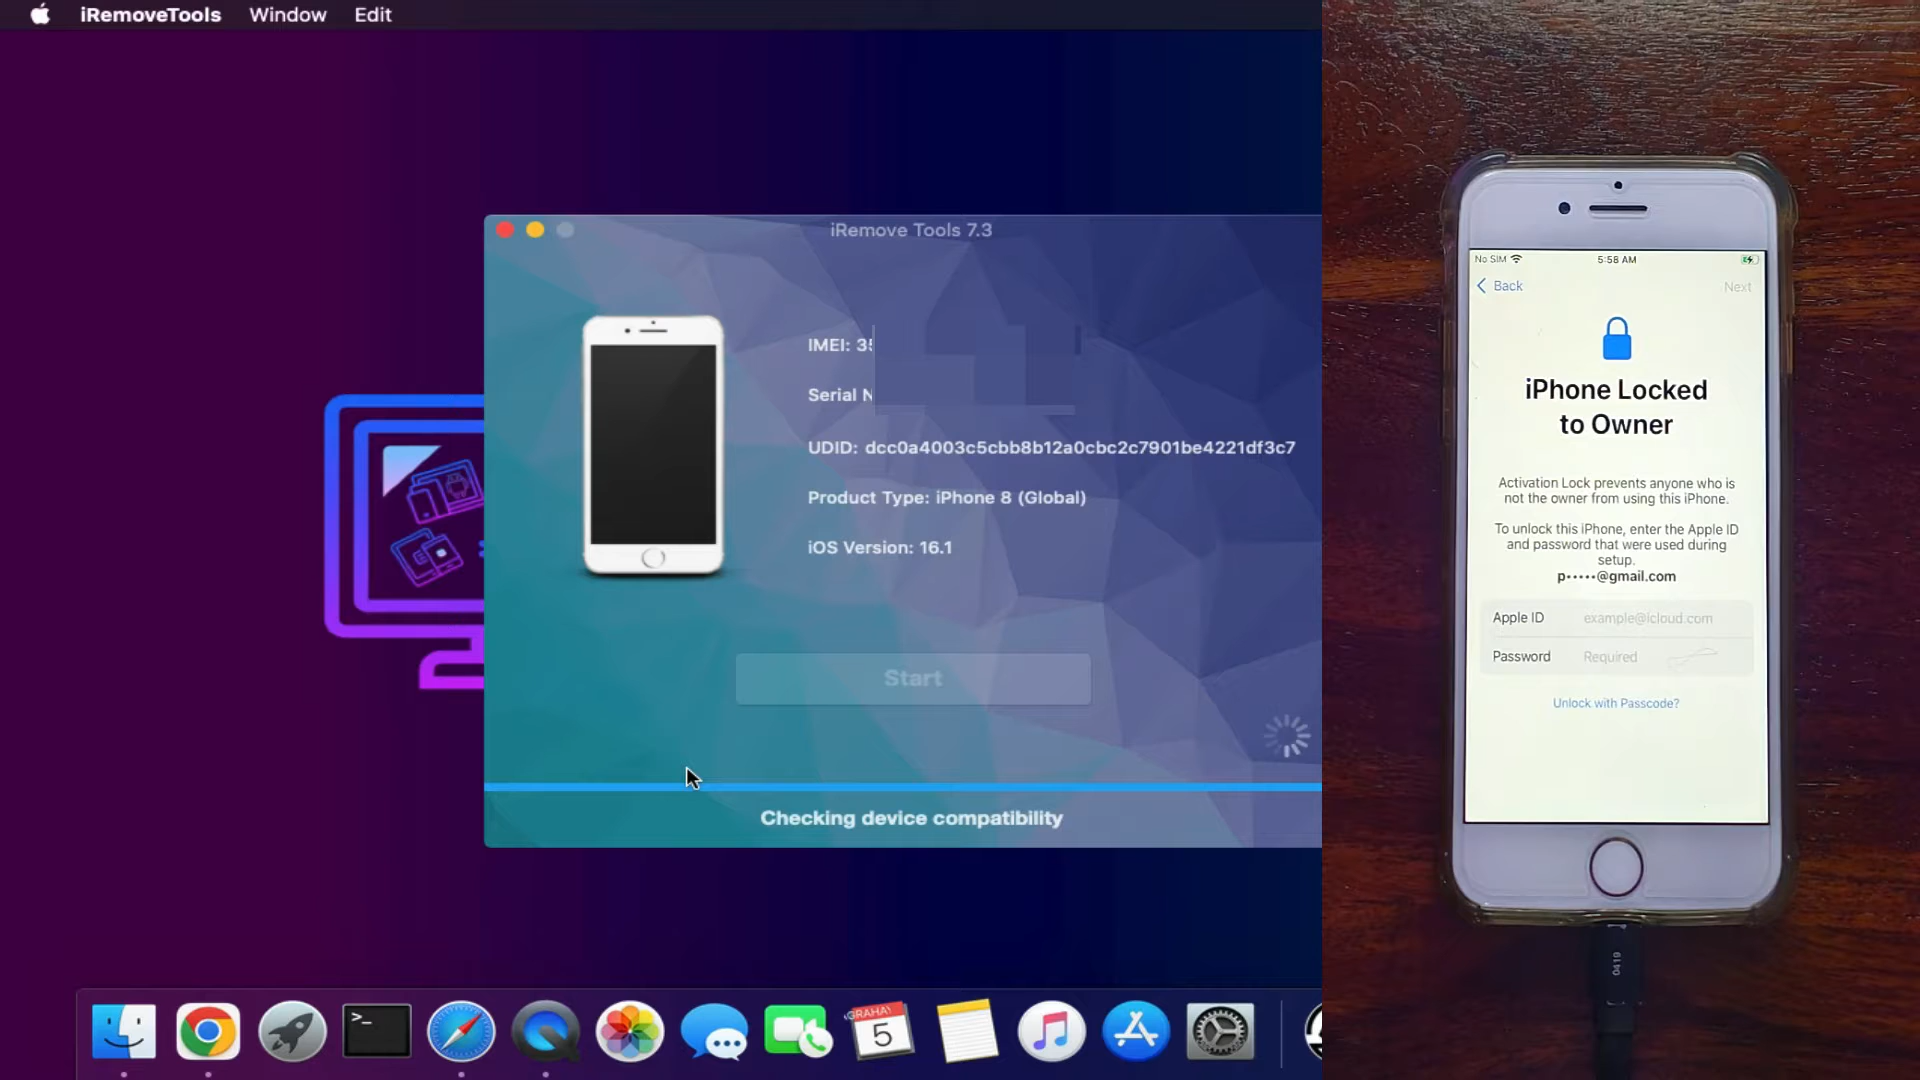 iRemoveTools Window Edit
iRemove Tools 7.3
IMEI: 35
Serial N
UDID: dcc0a4003c5cbb8b12a0cbc2c7901be4221df3c7
Product Type: iPhone 8 (Global)
iOS Version: 16.1
Start
Checking device compatibility
5
No SIM 5:58 AM
Back Next
iPhone Locked
to Owner
Activation Lock prevents anyone who is
not the owner from using this iPhone.
To unlock this iPhone, enter the Apple ID
and password that were used during
setup.
p•••••@gmail.com
Apple ID example@icloud.com
Password Required
Unlock with Passcode?
0419